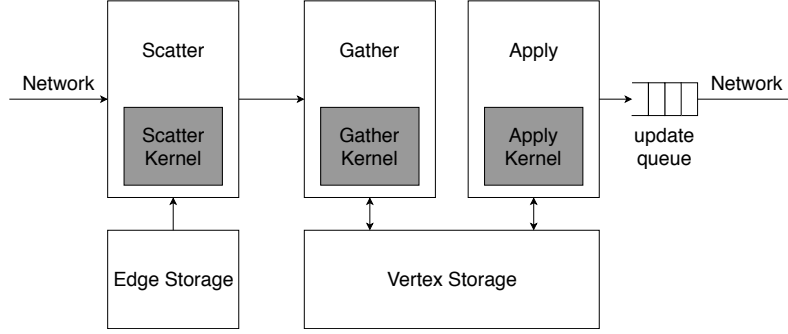 Network
Scatter
Scatter
Kernel
Gather
Gather
Kernel
Apply
Apply
Kernel
update
queue
Network
Edge Storage
Vertex Storage